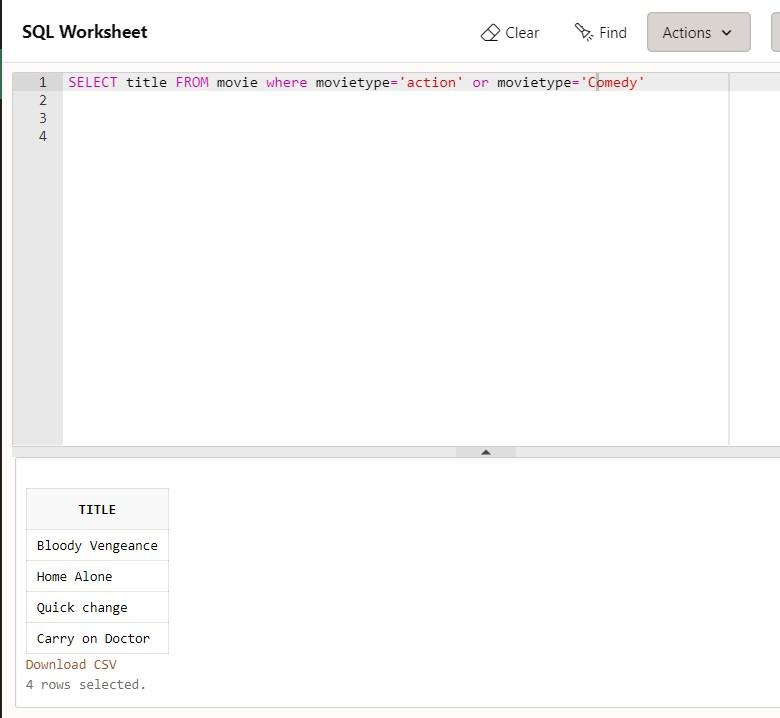 SQL Worksheet
Clear
Find
Actions
1 SELECT title FROM movie where movietype='action' or movietype='Comedy'
2
3
4
TITLE
Bloody Vengeance
Home Alone
Quick change
Carry on Doctor
Download CSV
4 rows selected.